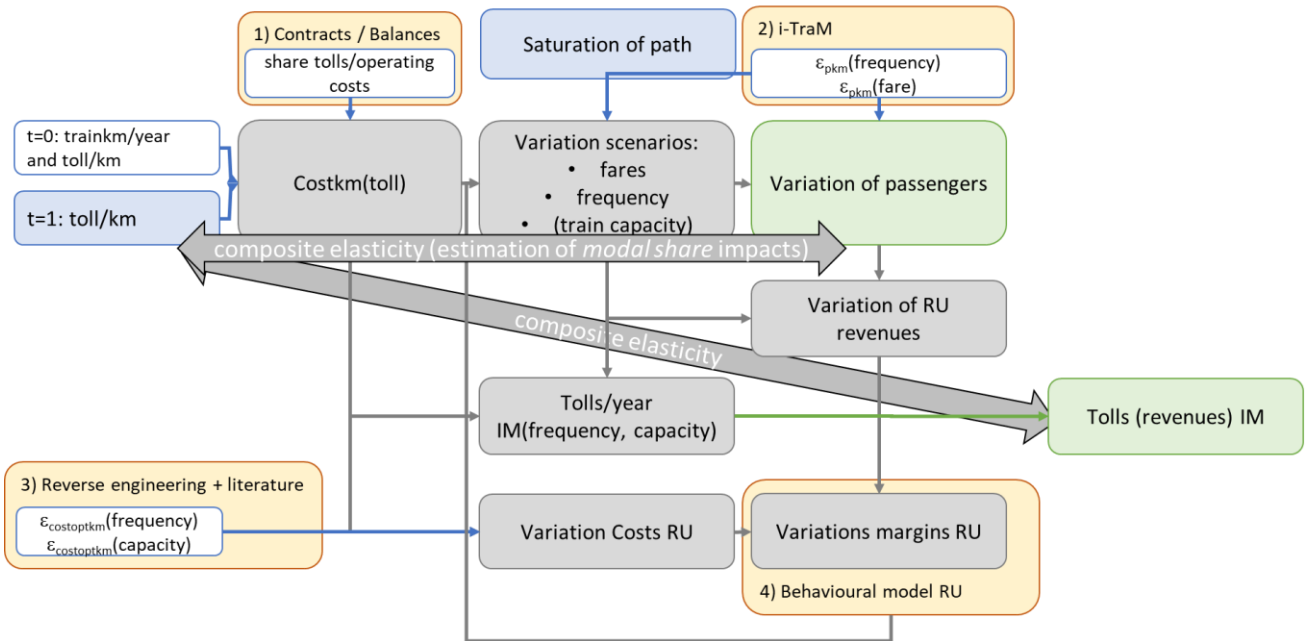 1) Contracts / Balances
share tolls/operating
costs
Saturation of path
2) i-TraM
εpkm(frequency)
εpkm(fare)
t=0: trainkm/year
and toll/km
t=1: toll/km
Costkm(toll)
Variation scenarios:
• fares
• frequency
• (train capacity)
Variation of passengers
composite elasticity (estimation of modal share impacts)
Variation of RU
revenues
composite elasticity
Tolls/year
IM(frequency, capacity)
Tolls (revenues) IM
3) Reverse engineering + literature
εcostoptkm(frequency)
εcostoptkm(capacity)
Variation Costs RU
Variations margins RU
4) Behavioural model RU